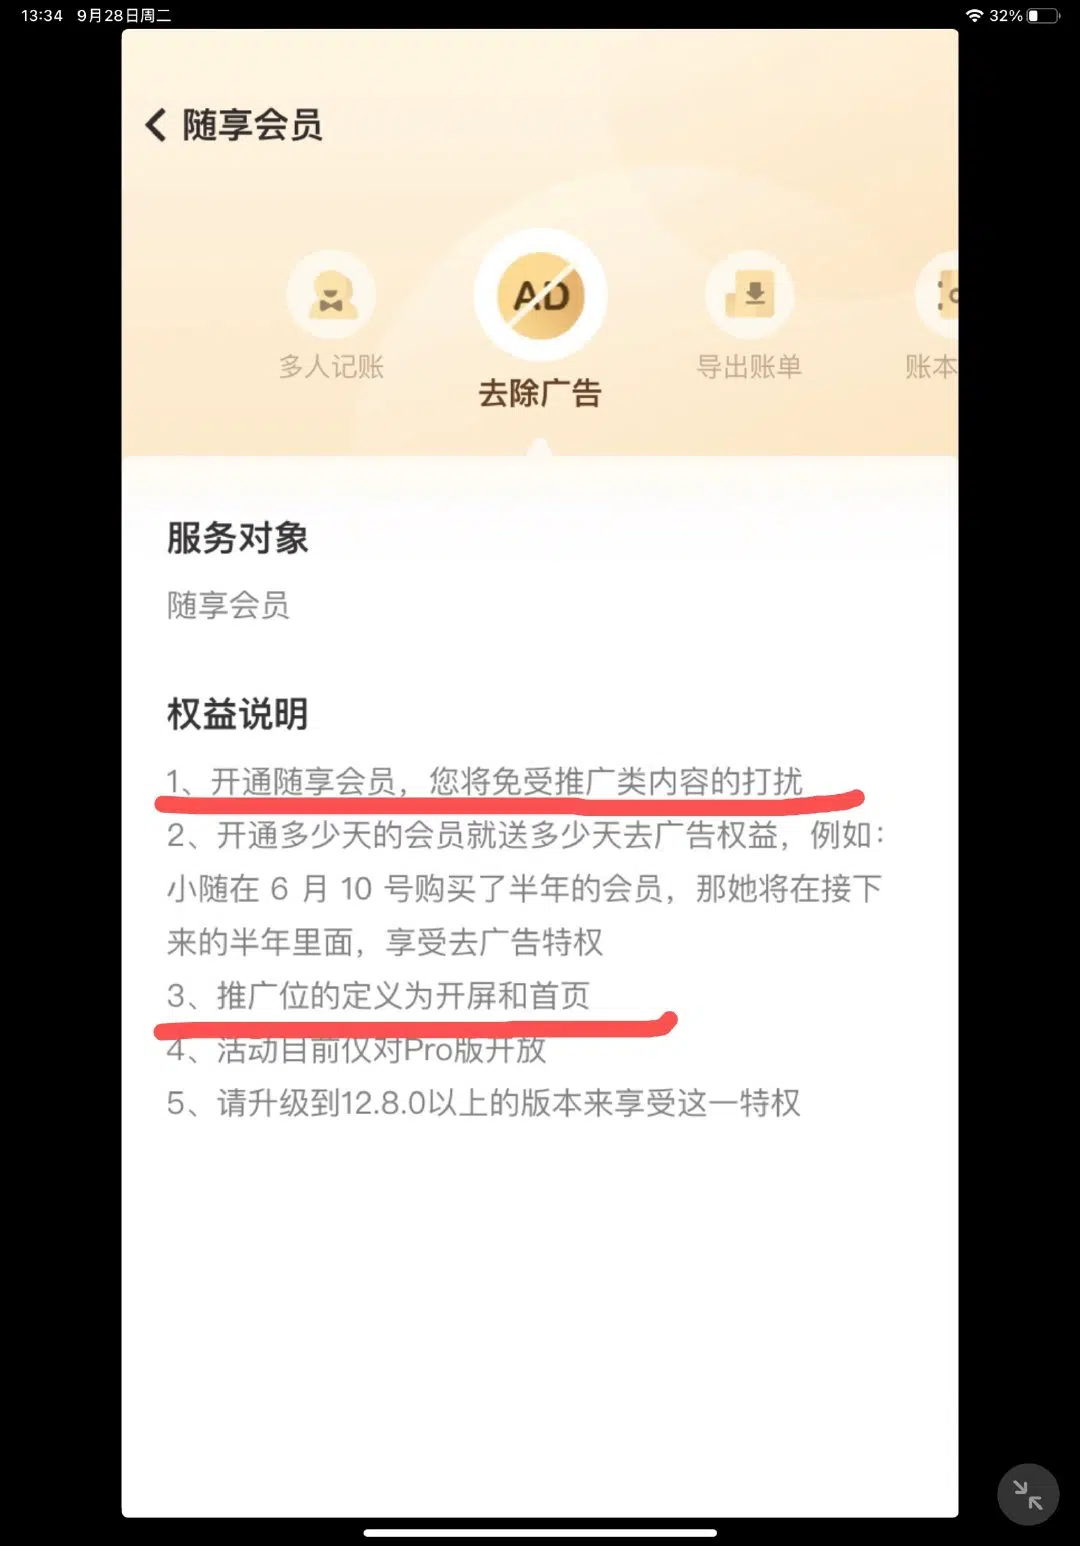 13:34 9月28日周二
32%
随享会员
AD
多人记账
去除广告
导出账单
账本
服务对象
随享会员
权益说明
1、开通随享会员，您将免受推广类内容的打扰
2、开通多少天的会员就送多少天去广告权益，例如：
小随在 6 月 10 号购买了半年的会员，那她将在接下
来的半年里面，享受去广告特权
3、推广位的定义为开屏和首页
4、活动目前仅对Pro版开放
5、请升级到12.8.0以上的版本来享受这一特权